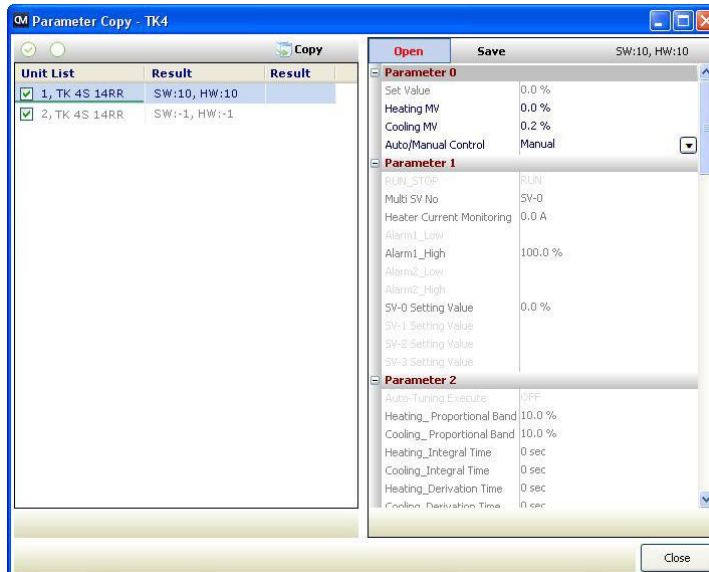 Parameter Copy - TK4
Copy
Unit List Result Result
1, TK 4S 14RR SW:10, HW:10
2, TK 4S 14RR SW:-1, HW:-1
Open Save SW:10, HW:10
Parameter 0
Set Value 0.0 %
Heating MV 0.0 %
Cooling MV 0.2 %
Auto/Manual Control Manual
Parameter 1
RUN_STOP RUN
Multi SV No SV-0
Heater Current Monitoring 0.0 A
Alarm1_Low
Alarm1_High 100.0 %
Alarm2_Low
Alarm2_High
SV-0 Setting Value 0.0 %
SV-1 Setting Value
SV-2 Setting Value
SV-3 Setting Value
Parameter 2
Auto-Tuning Execute OFF
Heating_ Proportional Band 10.0 %
Cooling_ Proportional Band 10.0 %
Heating_Integral Time 0 sec
Cooling_Integral Time 0 sec
Heating_Derivation Time 0 sec
Cooling_Derivation Time 0 sec
Close